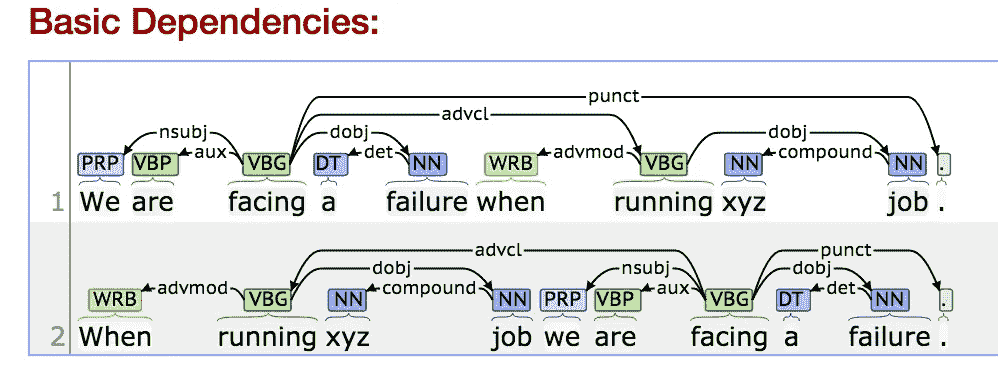 Basic Dependencies:
punct
advcl
nsubj dobj dobj
PRP VBP aux VBG DT det NN WRB advmod VBG NN compound NN .
1 We are facing a failure when running xyz job .
advcl punct
dobj nsubj dobj
WRB advmod VBG NN compound NN PRP VBP aux VBG DT det NN .
2 When running xyz job we are facing a failure .